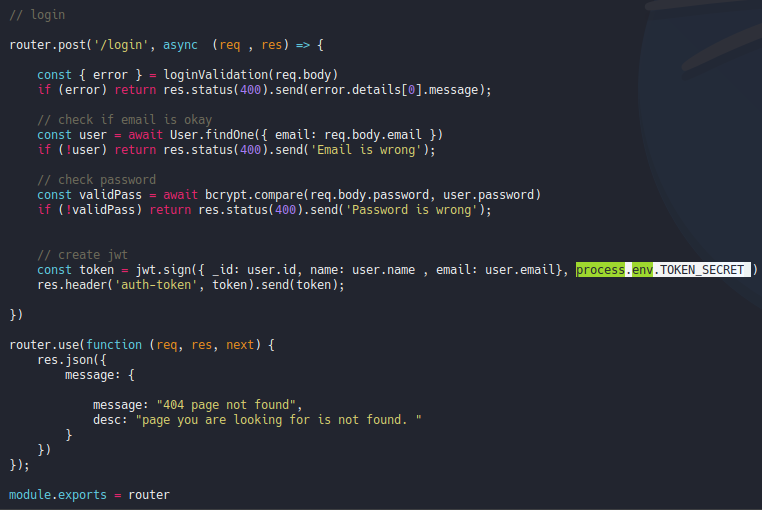 // login
router.post('/login', async  (req , res) => {
const { error } = loginValidation(req.body)
if (error) return res.status(400).send(error.details[0].message);
// check if email is okay
const user = await User.findOne({ email: req.body.email })
if (!user) return res.status(400).send('Email is wrong');
// check password
const validPass = await bcrypt.compare(req.body.password, user.password)
if (!validPass) return res.status(400).send('Password is wrong');
// create jwt
const token = jwt.sign({ _id: user.id, name: user.name , email: user.email}, process.env.TOKEN_SECRET )
res.header('auth-token', token).send(token);
})
router.use(function (req, res, next) {
res.json({
message: {
message: "404 page not found",
desc: "page you are looking for is not found. "
}
})
});
module.exports = router